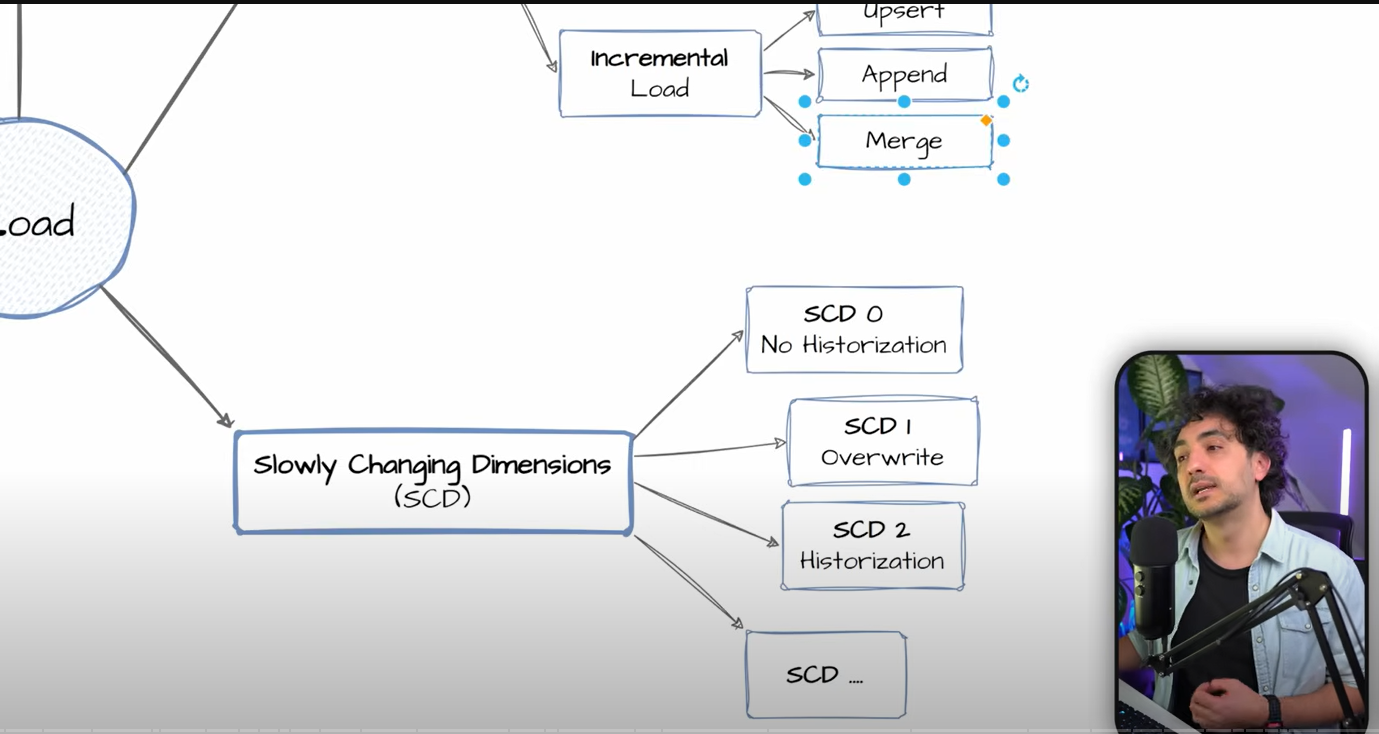 Upsert
Incremental
Load
Append
Merge
Load
SCD 0
No Historization
SCD 1
Overwrite
Slowly Changing Dimensions
(SCD)
SCD 2
Historization
SCD ....